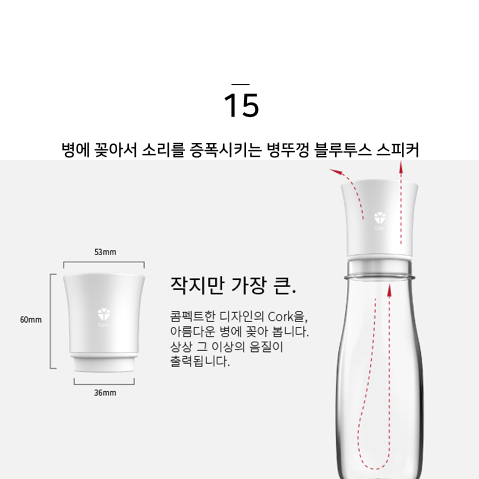 15
병에 꽂아서 소리를 증폭시키는 병뚜껑 블루투스 스피커
53mm
60mm
36mm
작지만 가장 큰.
콤펙트한 디자인의 Cork을,
아름다운 병에 꽂아 봅니다.
상상 그 이상의 음질이
출력됩니다.